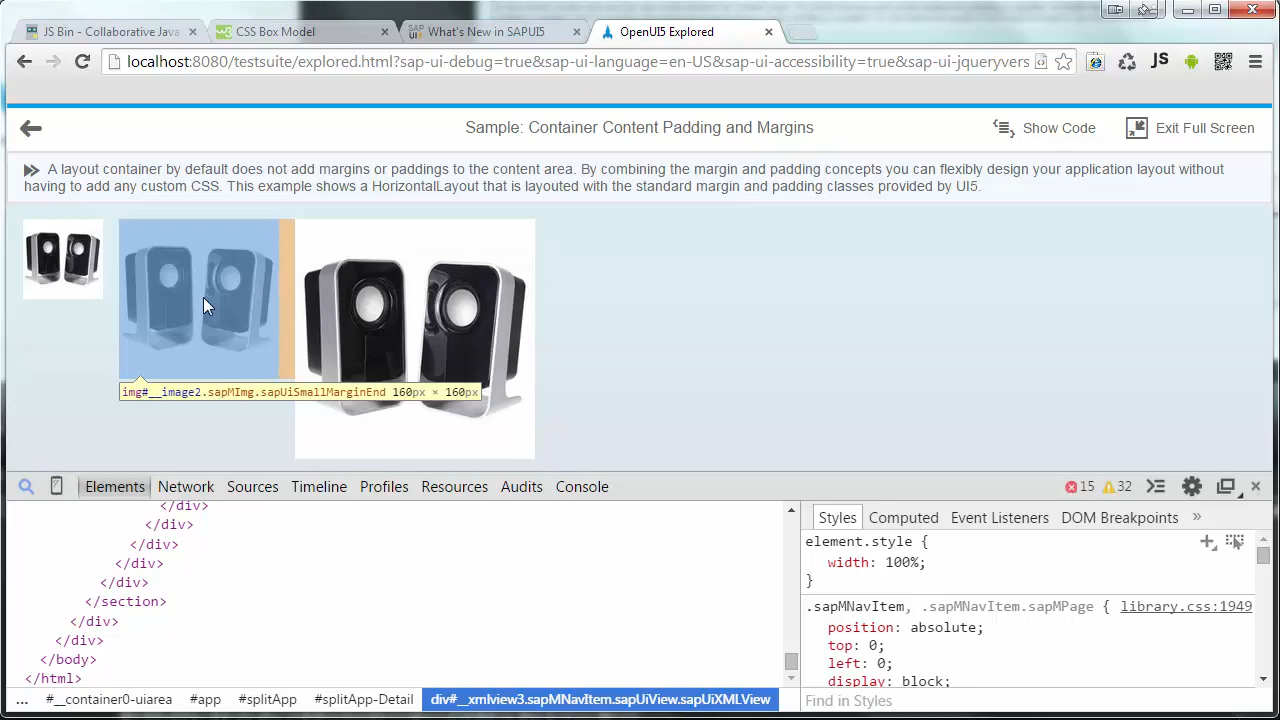 JS Bin - Collaborative Java
CSS Box Model
What's New in SAPUI5
OpenUI5 Explored
localhost:8080/testsuite/explored.html?sap-ui-debug=true&sap-ui-language=en-US&sap-ui-accessibility=true&sap-ui-jqueryvers
JS
Sample: Container Content Padding and Margins
Show Code
Exit Full Screen
A layout container by default does not add margins or paddings to the content area. By combining the margin and padding concepts you can flexibly design your application layout without
having to add any custom CSS. This example shows a HorizontalLayout that is layouted with the standard margin and padding classes provided by UI5.
img#__image2.sapMImg.sapUiSmallMarginEnd 160px × 160px
Elements Network Sources Timeline Profiles Resources Audits Console
15 32
</div>
</div>
</div>
</div>
</div>
</section>
</div>
</div>
</body>
</html>
Styles Computed Event Listeners DOM Breakpoints »
element.style {
width: 100%;
}
.sapMNavItem, .sapMNavItem.sapMPage { library.css:1949
position: absolute;
top: 0;
left: 0;
display: block;
... #__container0-uiarea #app #splitApp #splitApp-Detail div#__xmlview3.sapMNavItem.sapUiView.sapUiXMLView
Find in Styles